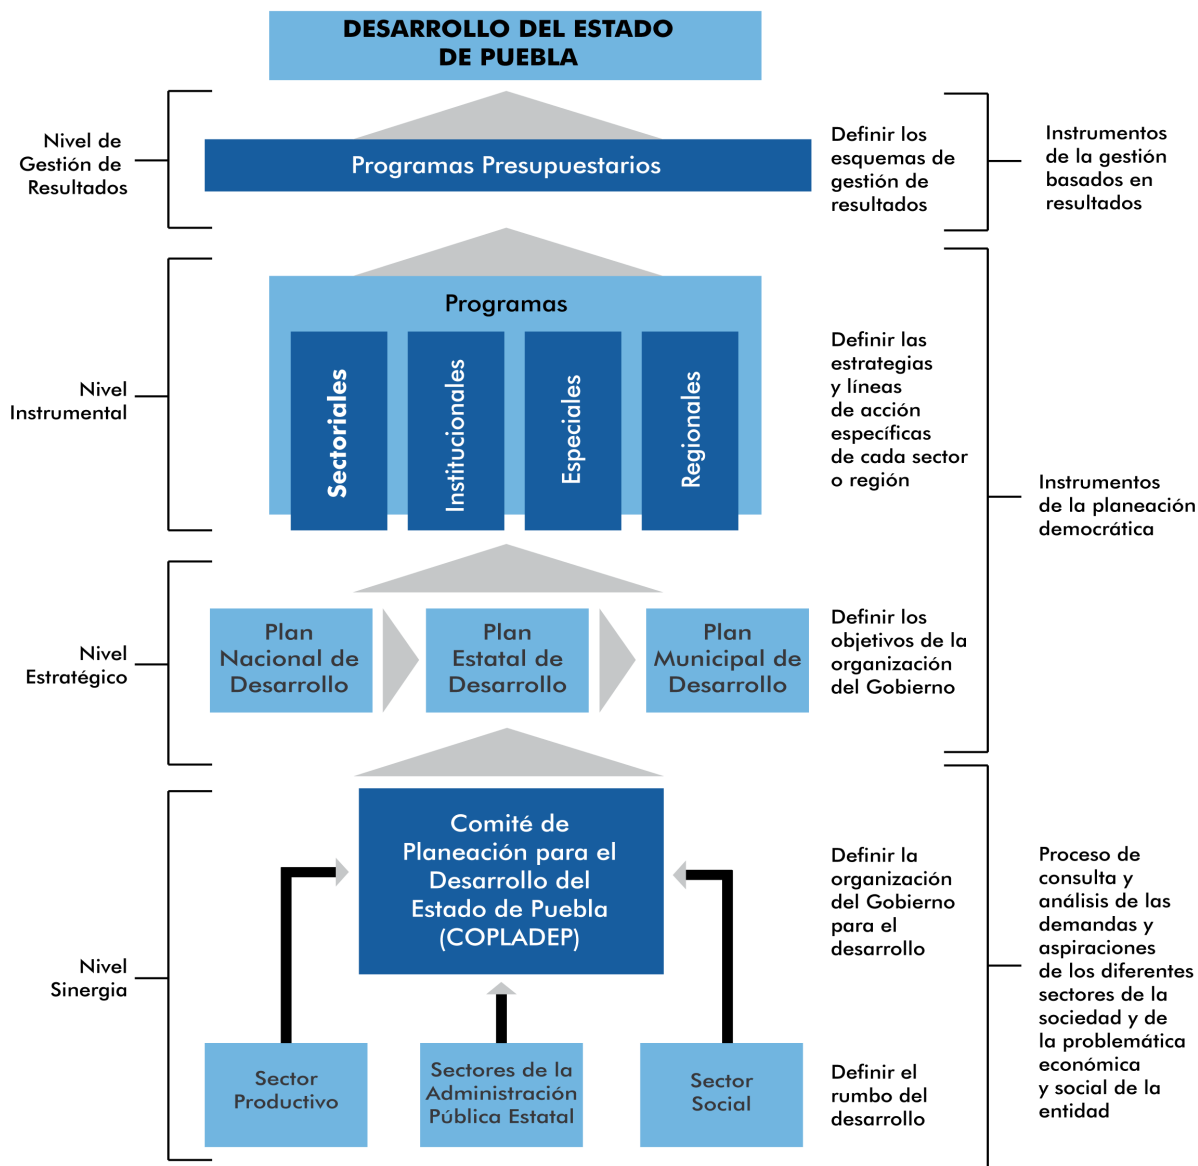 DESARROLLO DEL ESTADO
DE PUEBLA
Nivel de
Gestión de
Resultados
Programas Presupuestarios
Definir los
esquemas de
gestión de
resultados
Instrumentos
de la gestión
basados en
resultados
Nivel
Instrumental
Programas
Sectoriales
Institucionales
Especiales
Regionales
Definir las
estrategias
y líneas
de acción
específicas
de cada sector
o región
Instrumentos
de la planeación
democrática
Nivel
Estratégico
Plan
Nacional de
Desarrollo
Plan
Estatal de
Desarrollo
Plan
Municipal de
Desarrollo
Definir los
objetivos de la
organización
del Gobierno
Nivel
Sinergia
Comité de
Planeación para el
Desarrollo del
Estado de Puebla
(COPLADEP)
Definir la
organización
del Gobierno
para el
desarrollo
Proceso de
consulta y
análisis de las
demandas y
aspiraciones
de los diferentes
sectores de la
sociedad y de
la problemática
económica
y social de la
entidad
Sector
Productivo
Sectores de la
Administración
Pública Estatal
Sector
Social
Definir el
rumbo del
desarrollo